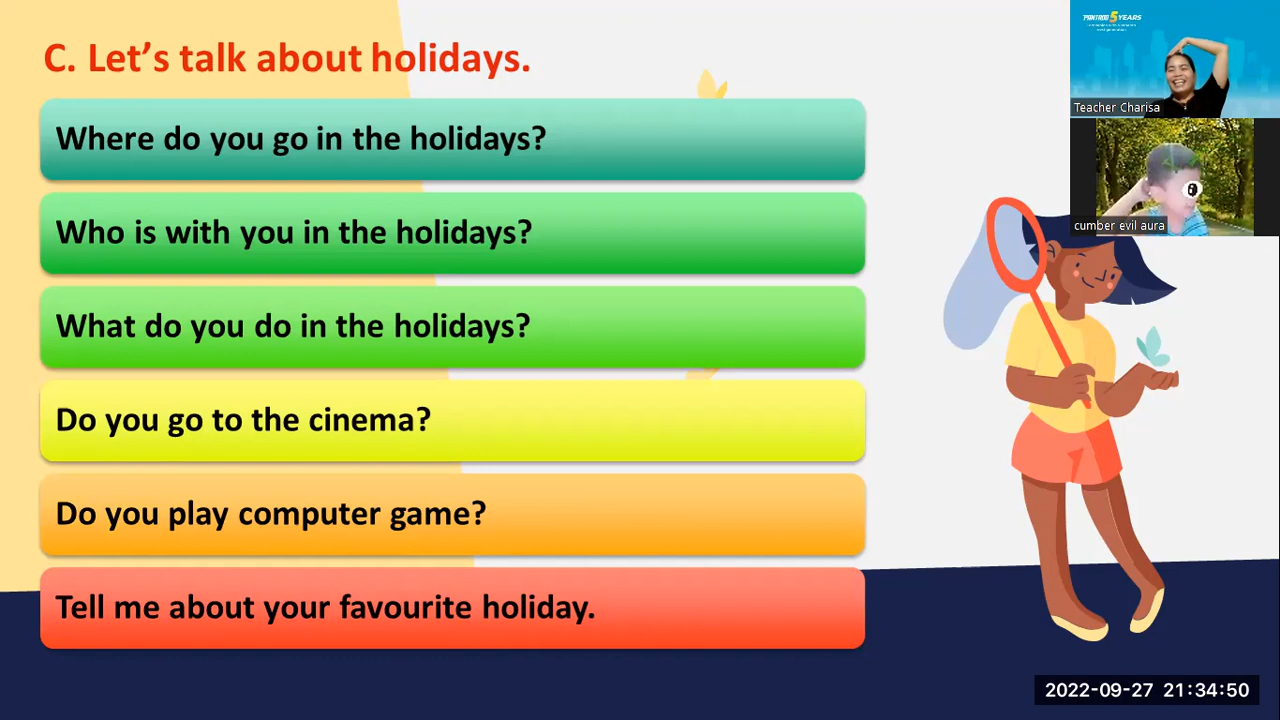 C. Let's talk about holidays.
Where do you go in the holidays?
Who is with you in the holidays?
What do you do in the holidays?
Do you go to the cinema?
Do you play computer game?
Tell me about your favourite holiday.
5 YEARS
Teacher Charisa
cumber evil aura
2022-09-27 21:34:50